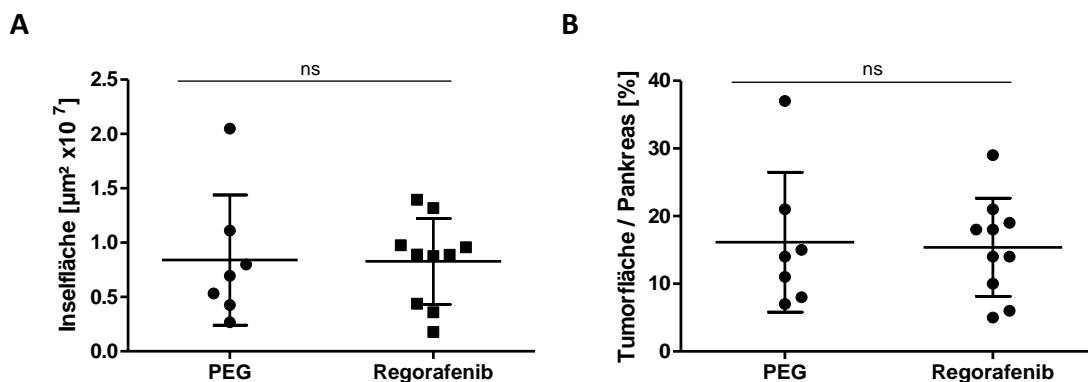 A
ns
Inselfläche [µm² x10 ⁷]
2.5
2.0
1.5
1.0
0.5
0.0
PEG
Regorafenib
B
ns
Tumorfläche / Pankreas [%]
40
30
20
10
0
PEG
Regorafenib